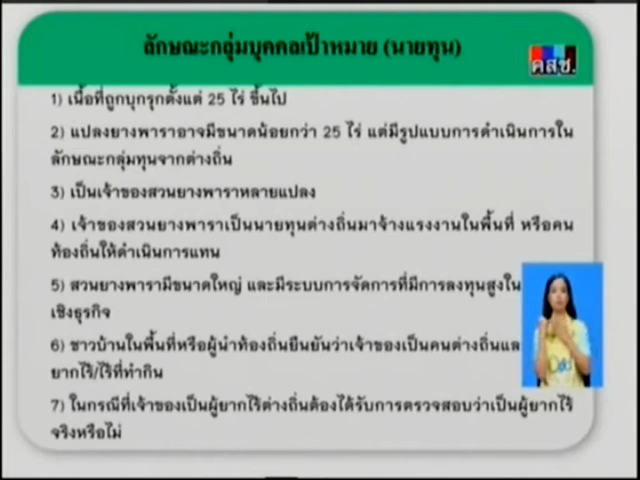 ลักษณะกลุ่มบุคคลเป้าหมาย (นายทุน)
คสช.
1) เนื้อที่ถูกบุกรุกตั้งแต่ 25 ไร่ ขึ้นไป
2) แปลงยางพาราอาจมีขนาดน้อยกว่า 25 ไร่ แต่มีรูปแบบการดำเนินการใน
ลักษณะกลุ่มทุนจากต่างถิ่น
3) เป็นเจ้าของสวนยางพาราหลายแปลง
4) เจ้าของสวนยางพาราเป็นนายทุนต่างถิ่นมาจ้างแรงงานในพื้นที่ หรือคน
ท้องถิ่นให้ดำเนินการแทน
5) สวนยางพารามีขนาดใหญ่ และมีระบบการจัดการที่มีการลงทุนสูงใน
เชิงธุรกิจ
6) ชาวบ้านในพื้นที่หรือผู้นำท้องถิ่นยืนยันว่าเจ้าของเป็นคนต่างถิ่นและ
ยากไร้/ไร้ที่ทำกิน
7) ในกรณีที่เจ้าของเป็นผู้ยากไร้ต่างถิ่นต้องได้รับการตรวจสอบว่าเป็นผู้ยากไร้
จริงหรือไม่